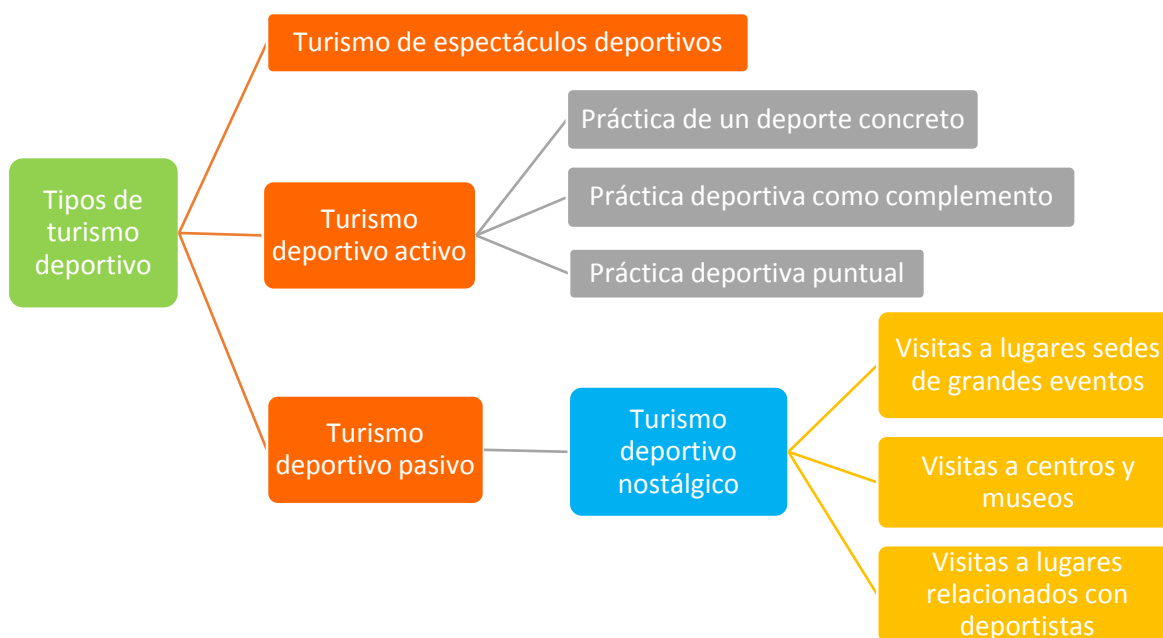 Turismo de espectáculos deportivos
Práctica de un deporte concreto
Tipos de
turismo
deportivo
Turismo
deportivo activo
Práctica deportiva como complemento
Práctica deportiva puntual
Visitas a lugares sedes
de grandes eventos
Turismo
deportivo pasivo
Turismo
deportivo
nostálgico
Visitas a centros y
museos
Visitas a lugares
relacionados con
deportistas